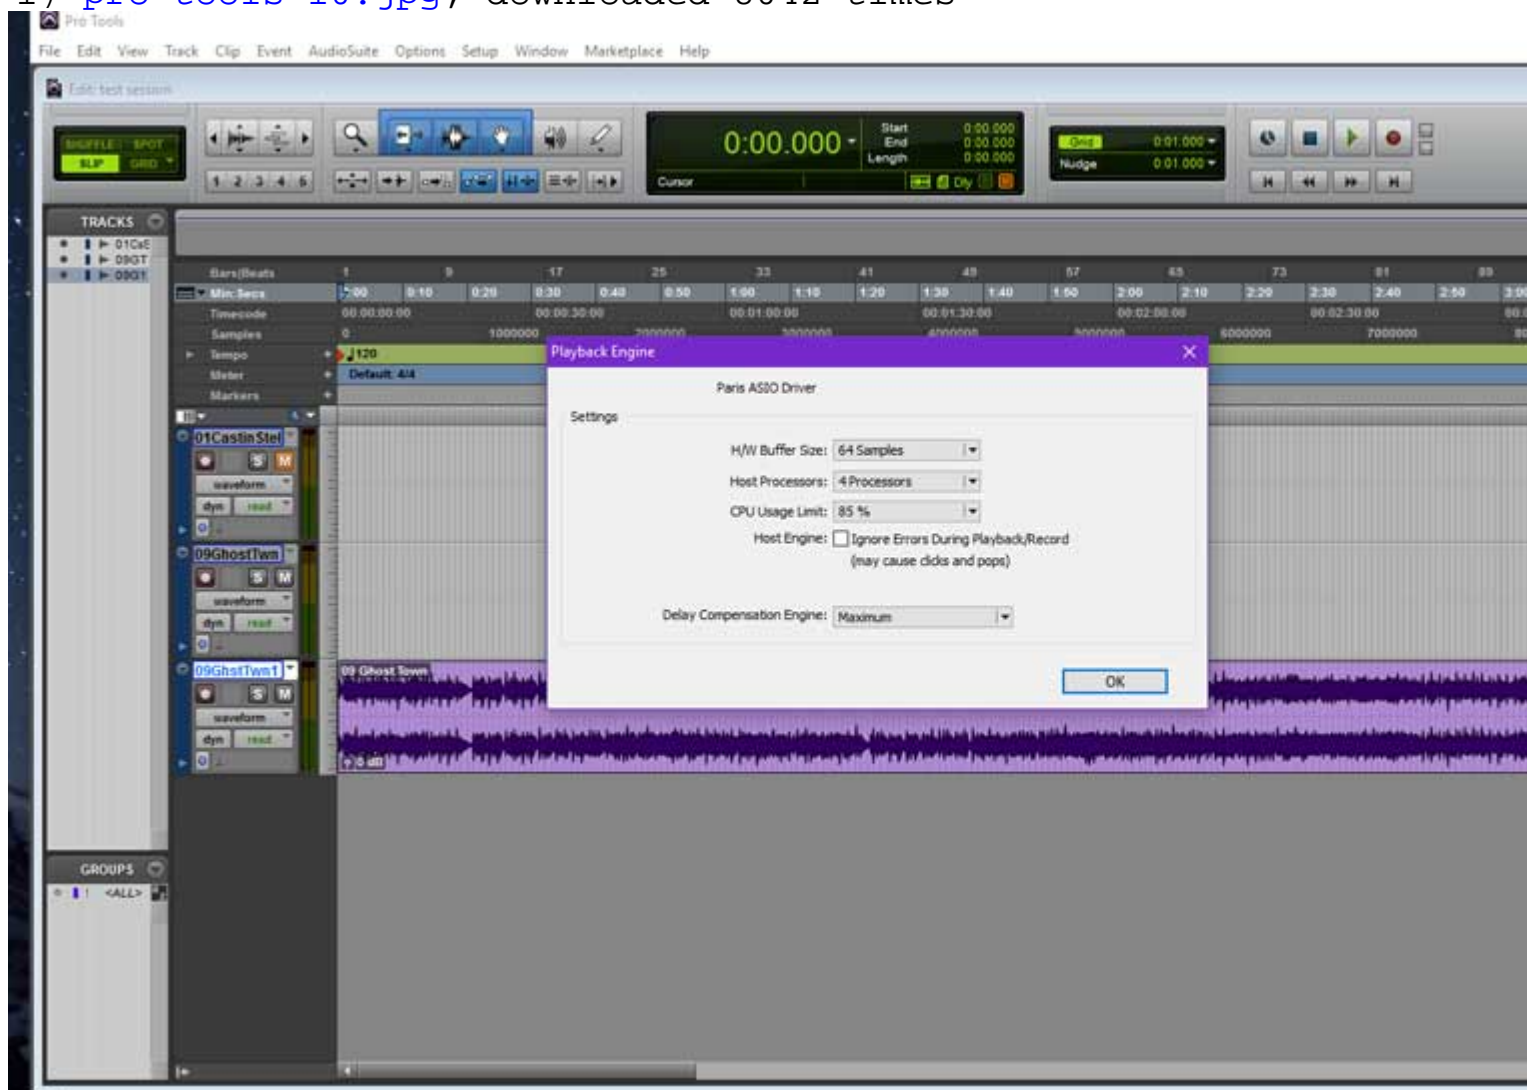 Pro Tools
File Edit View Track Clip Event AudioSuite Options Setup Window Marketplace Help
Edit: test session
SHUFFLE SPOT
SLIP GRID
1 2 3 4 5
0:00.000
Start 0:00.000
End 0:00.000
Length 0:00.000
Cursor
Dly
Grid 0:01.000
Nudge 0:01.000
TRACKS
01CaS
09GT
09GT
Bars|Beats 1 9 17 25 33 41 49 57 65 73 81 89
Min:Secs 0:00 0:10 0:20 0:30 0:40 0:50 1:00 1:10 1:20 1:30 1:40 1:50 2:00 2:10 2:20 2:30 2:40 2:50 3:00
Timecode 00:00:00:00 00:00:30:00 00:01:00:00 00:01:30:00 00:02:00:00 00:02:30:00
Samples 0 1000000 2000000 3000000 4000000 5000000 6000000 7000000
Tempo 120
Meter Default: 4/4
Markers
Playback Engine
Paris ASIO Driver
Settings
H/W Buffer Size: 64 Samples
Host Processors: 4 Processors
CPU Usage Limit: 85 %
Host Engine: Ignore Errors During Playback/Record
(may cause clicks and pops)
Delay Compensation Engine: Maximum
OK
01CastinStel
S M
waveform
dyn read
09GhostTwn
S M
waveform
dyn read
09GhstTwn1
S M
waveform
dyn read
09 Ghost Town
0 dB
GROUPS
! <ALL>